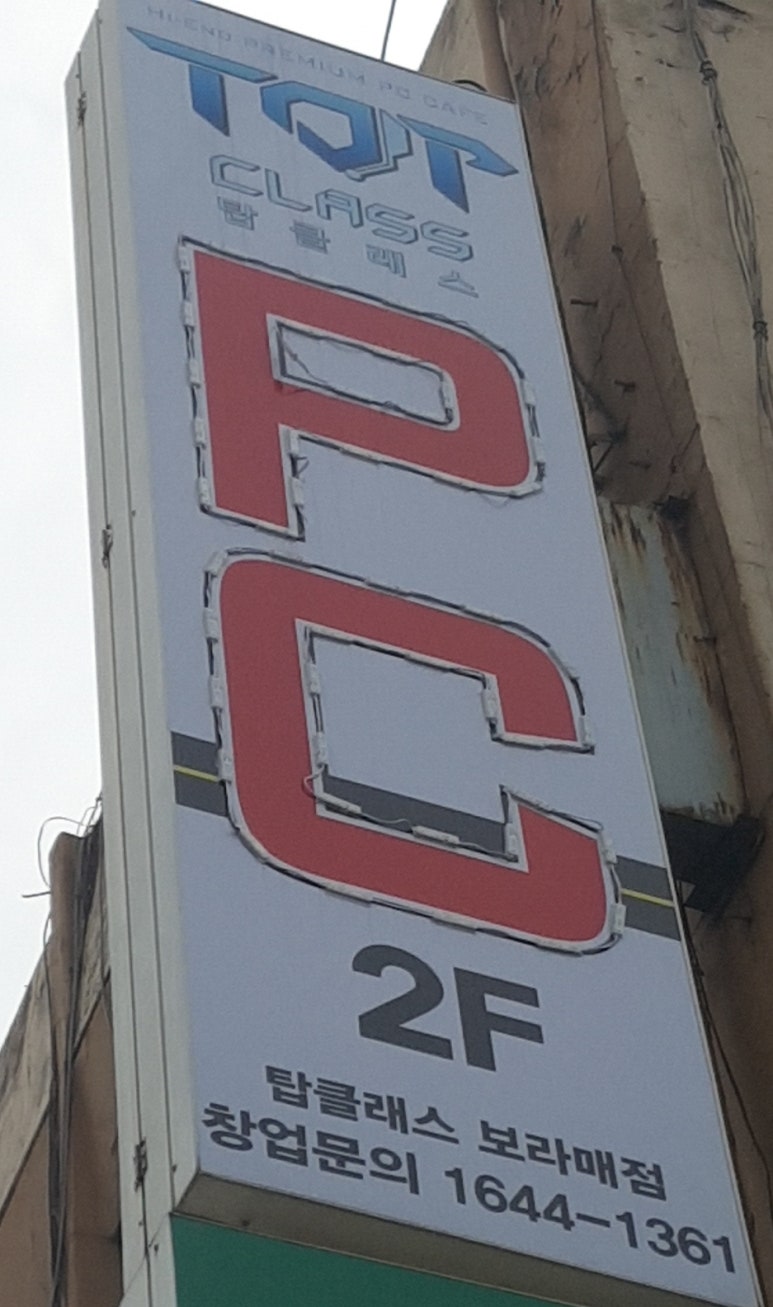 HI-END PREMIUM PC CAFE
TOP
CLASS
탑클래스
PC
2F
탑클래스 보라매점
창업문의 1644-1361